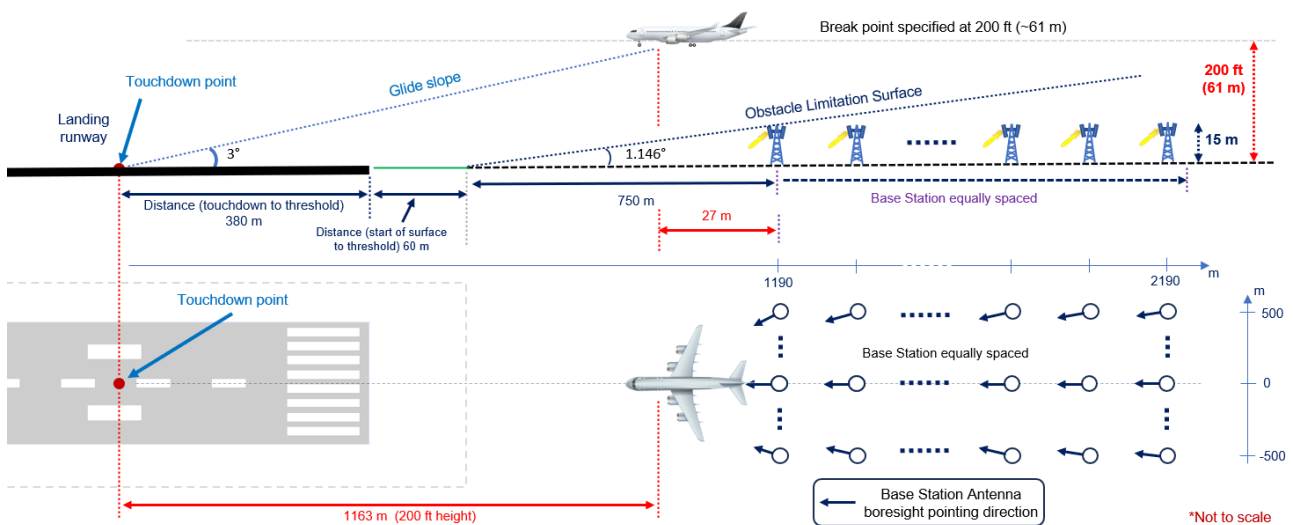 Break point specified at 200 ft (~61 m)
Touchdown point
Glide slope
200 ft
(61 m)
Landing
runway
Obstacle Limitation Surface
3°
1.146°
15 m
Distance (touchdown to threshold)
380 m
750 m
Base Station equally spaced
Distance (start of surface
to threshold) 60 m
27 m
m
1190
2190
m
Touchdown point
500
Base Station equally spaced
0
-500
1163 m (200 ft height)
Base Station Antenna
boresight pointing direction
*Not to scale